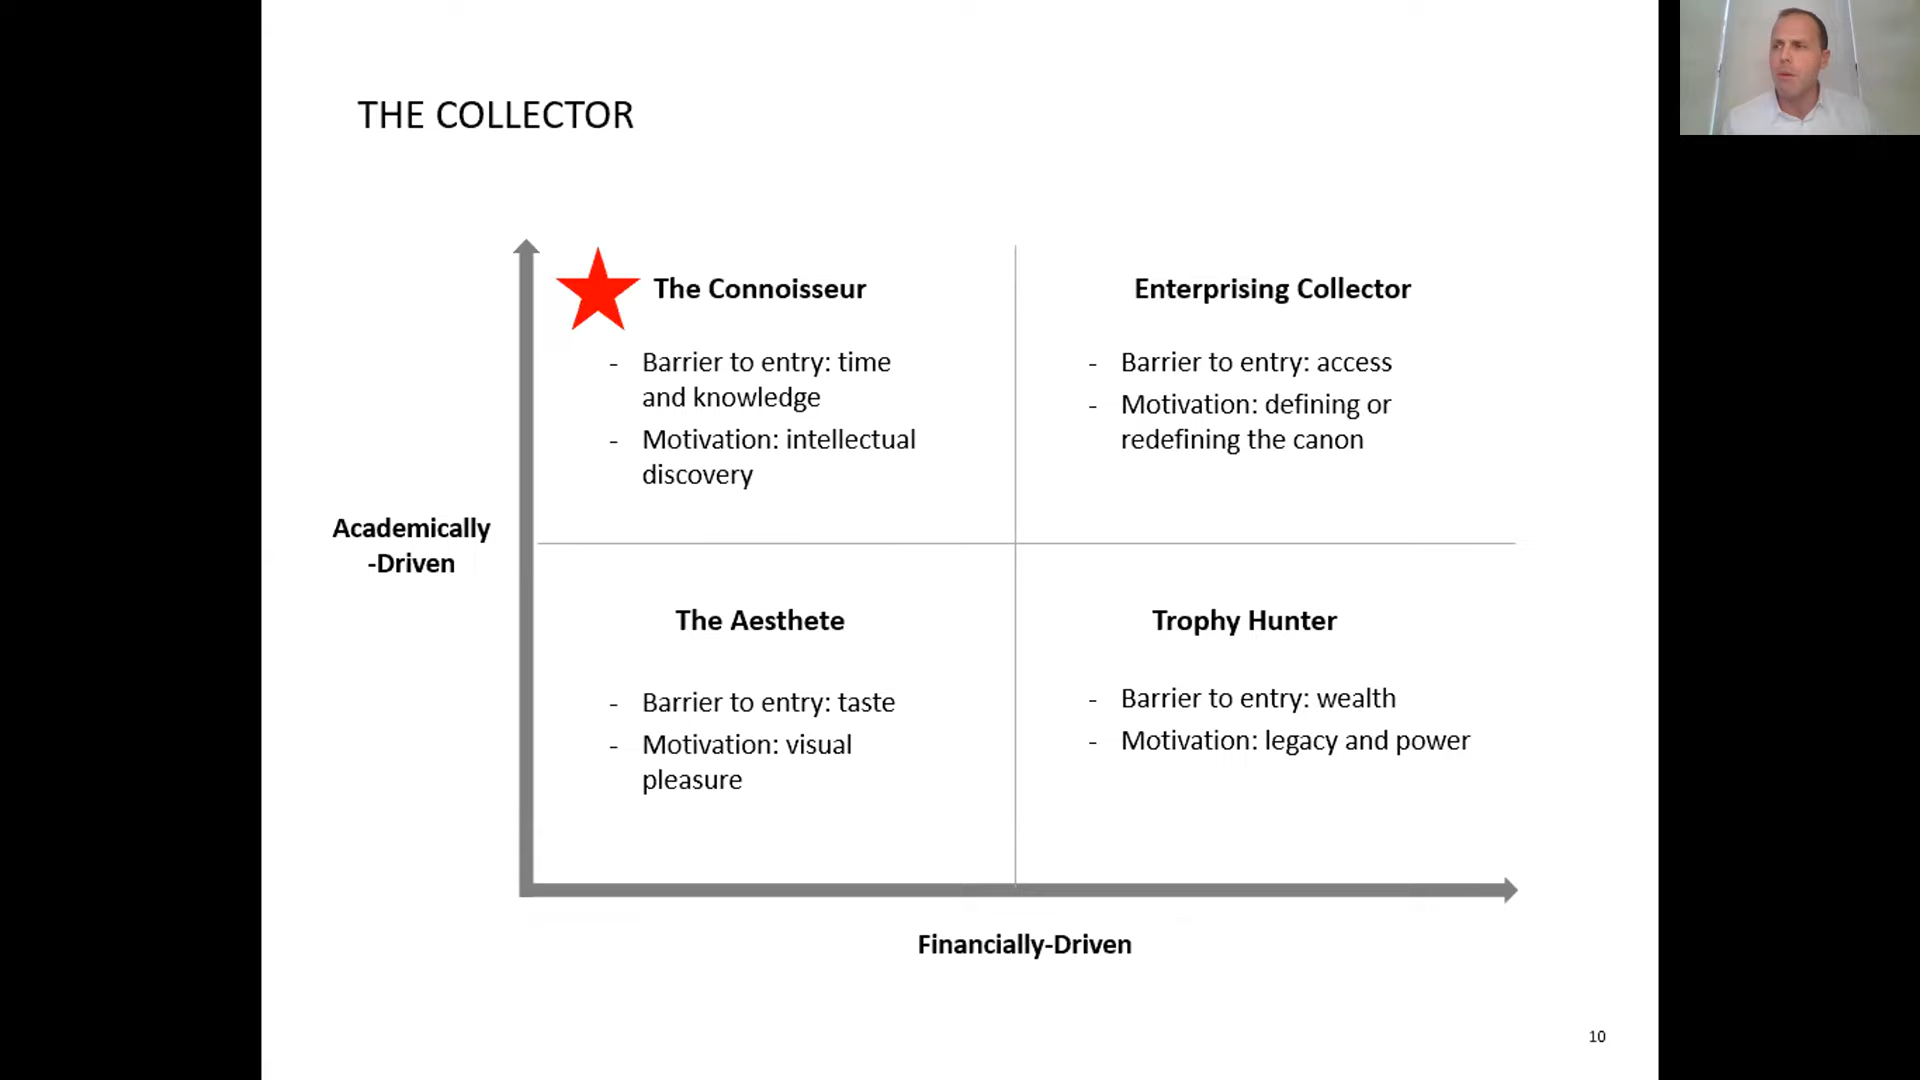 THE COLLECTOR
The Connoisseur
- Barrier to entry: time
and knowledge
- Motivation: intellectual
discovery
Enterprising Collector
- Barrier to entry: access
- Motivation: defining or
redefining the canon
Academically
-Driven
The Aesthete
- Barrier to entry: taste
- Motivation: visual
pleasure
Trophy Hunter
- Barrier to entry: wealth
- Motivation: legacy and power
Financially-Driven
10